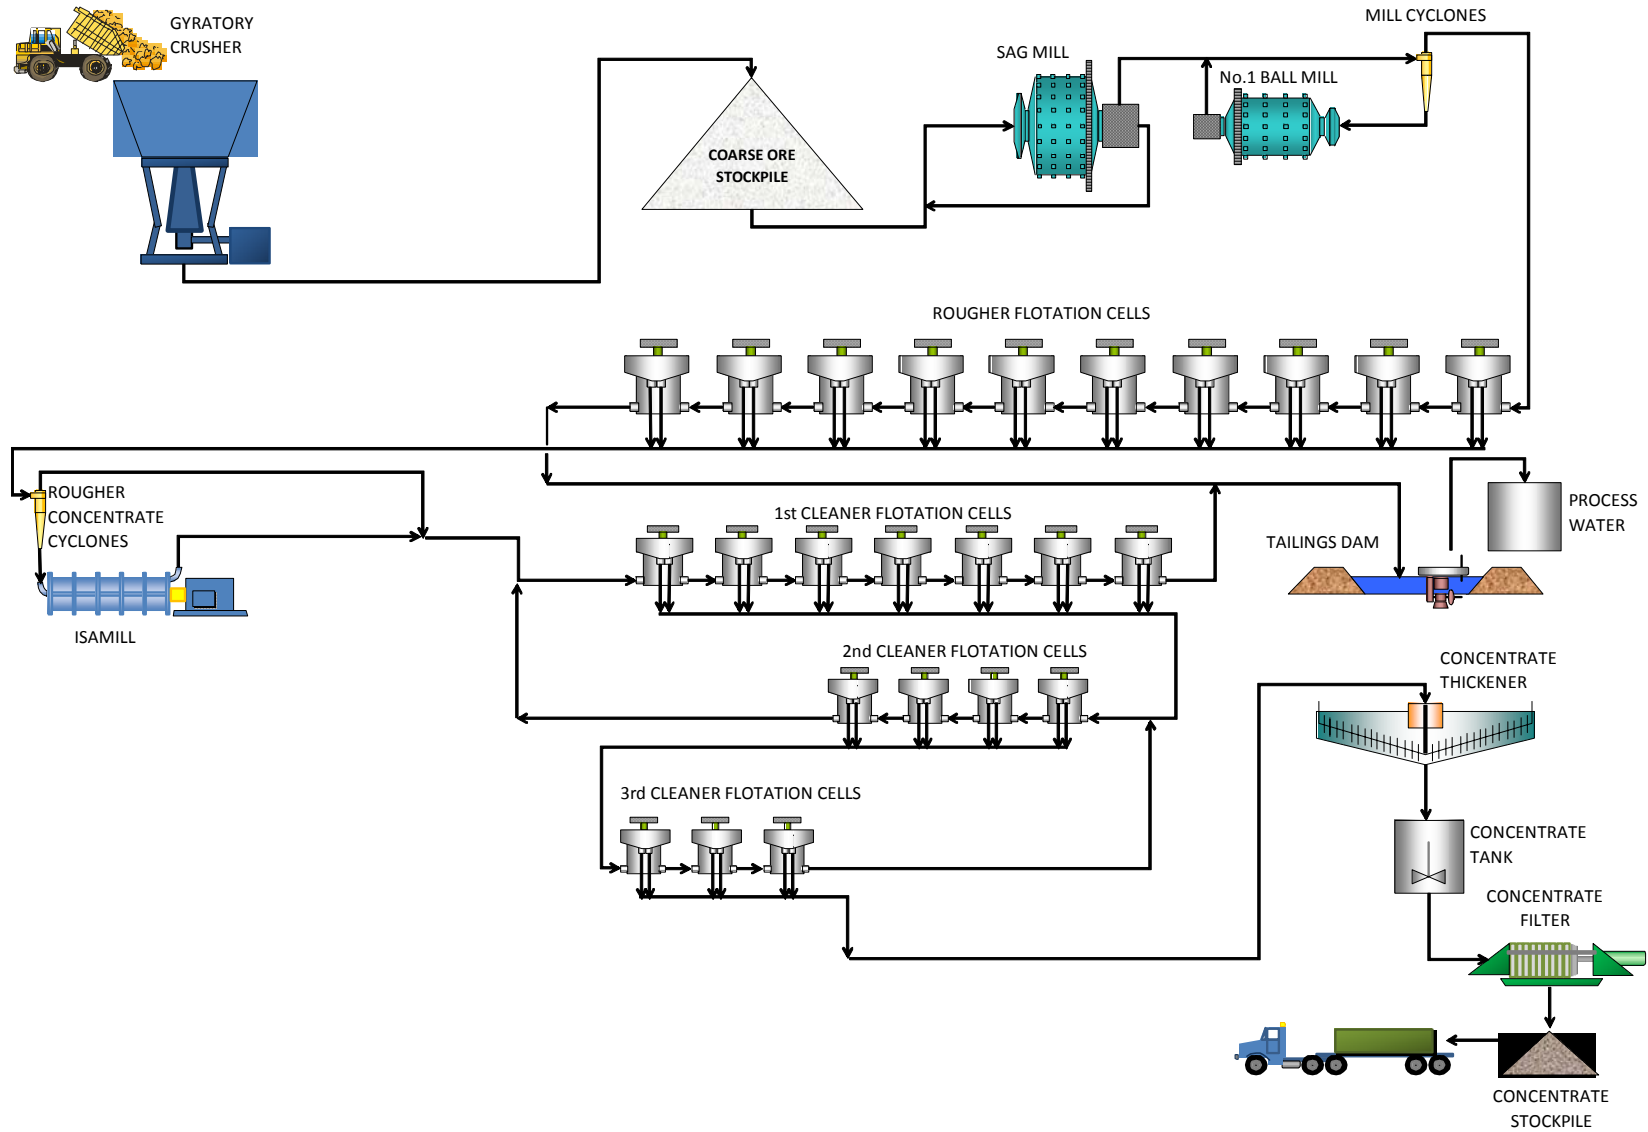 GYRATORY
CRUSHER
MILL CYCLONES
SAG MILL
No.1 BALL MILL
COARSE ORE
STOCKPILE
ROUGHER FLOTATION CELLS
ROUGHER
CONCENTRATE
CYCLONES
PROCESS
WATER
1st CLEANER FLOTATION CELLS
TAILINGS DAM
ISAMILL
2nd CLEANER FLOTATION CELLS
CONCENTRATE
THICKENER
3rd CLEANER FLOTATION CELLS
CONCENTRATE
TANK
CONCENTRATE
FILTER
CONCENTRATE
STOCKPILE